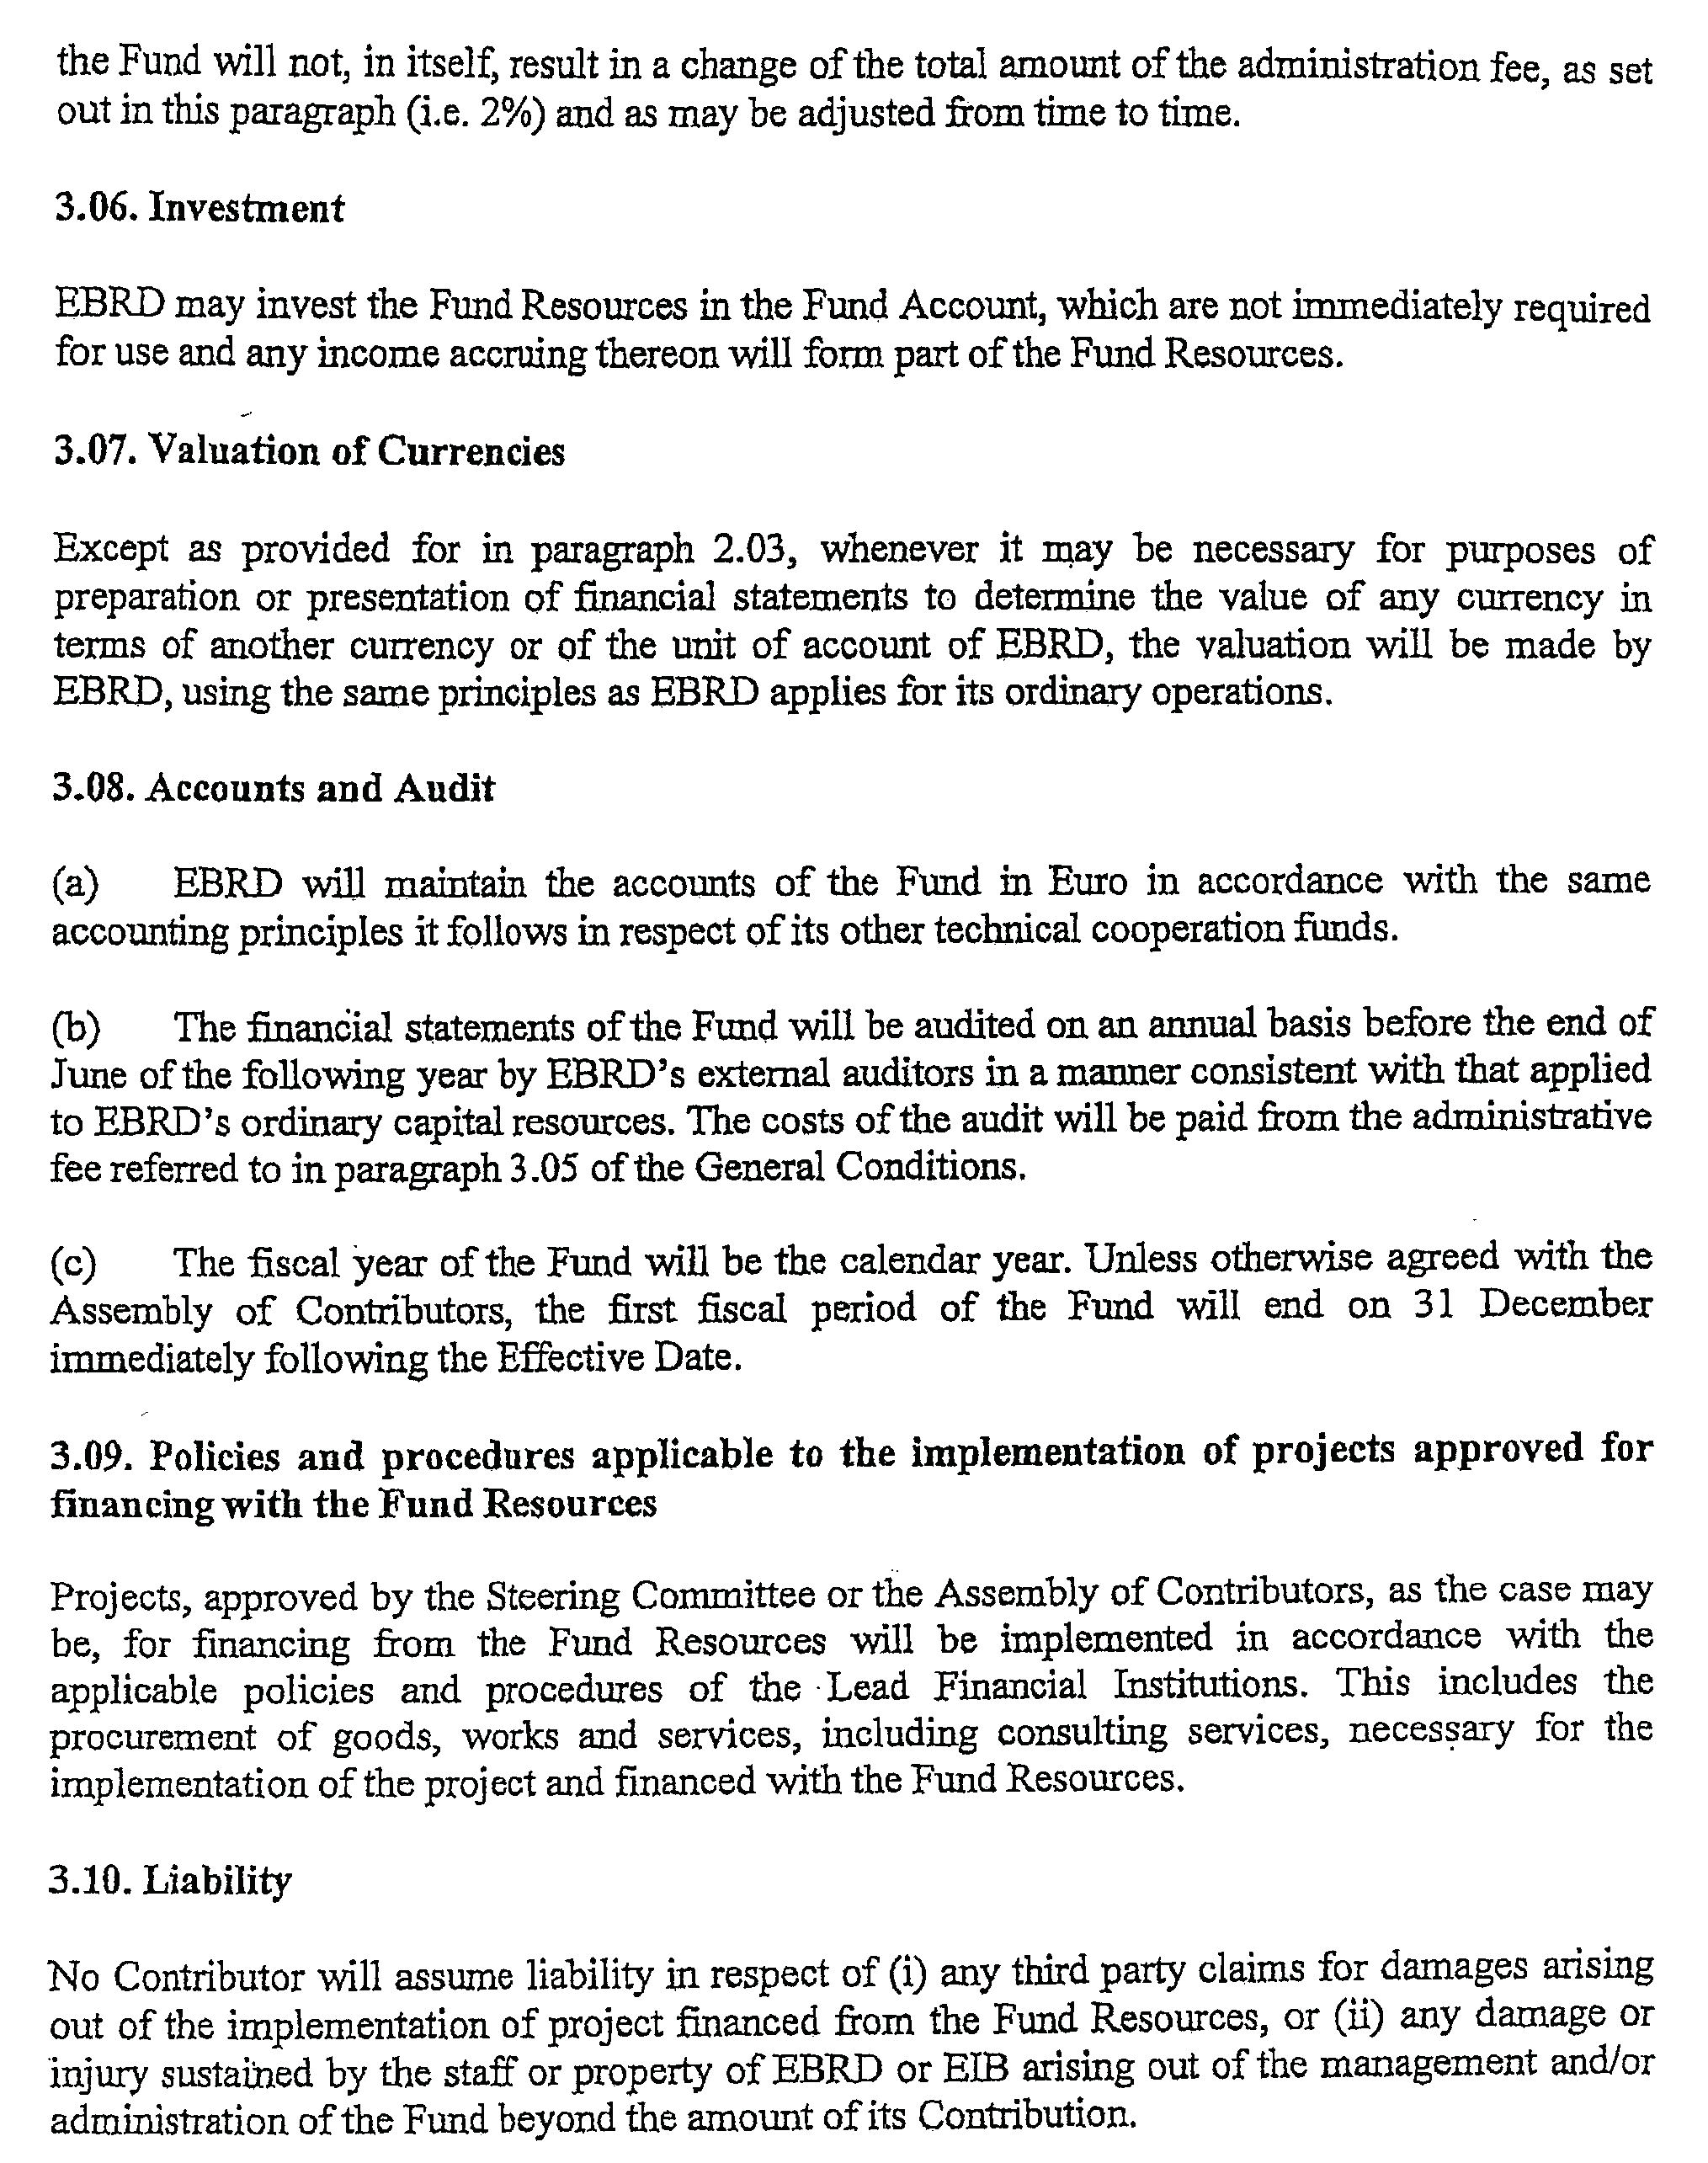 the Fund will not, in itself, result in a change of the total amount of the administration fee, as set
out in this paragraph (i.e. 2%) and as may be adjusted from time to time.
3.06. Investment
EBRD may invest the Fund Resources in the Fund Account, which are not immediately required
for use and any income accruing thereon will form part of the Fund Resources.
3.07. Valuation of Currencies
Except as provided for in paragraph 2.03, whenever it may be necessary for purposes of
preparation or presentation of financial statements to determine the value of any currency in
terms of another currency or of the unit of account of EBRD, the valuation will be made by
EBRD, using the same principles as EBRD applies for its ordinary operations.
3.08. Accounts and Audit
(a) EBRD will maintain the accounts of the Fund in Euro in accordance with the same
accounting principles it follows in respect of its other technical cooperation funds.
(b) The financial statements of the Fund will be audited on an annual basis before the end of
June of the following year by EBRD's external auditors in a manner consistent with that applied
to EBRD's ordinary capital resources. The costs of the audit will be paid from the administrative
fee referred to in paragraph 3.05 of the General Conditions.
(c) The fiscal year of the Fund will be the calendar year. Unless otherwise agreed with the
Assembly of Contributors, the first fiscal period of the Fund will end on 31 December
immediately following the Effective Date.
3.09. Policies and procedures applicable to the implementation of projects approved for
financing with the Fund Resources
Projects, approved by the Steering Committee or the Assembly of Contributors, as the case may
be, for financing from the Fund Resources will be implemented in accordance with the
applicable policies and procedures of the Lead Financial Institutions. This includes the
procurement of goods, works and services, including consulting services, necessary for the
implementation of the project and financed with the Fund Resources.
3.10. Liability
No Contributor will assume liability in respect of (i) any third party claims for damages arising
out of the implementation of project financed from the Fund Resources, or (ii) any damage or
injury sustained by the staff or property of EBRD or EIB arising out of the management and/or
administration of the Fund beyond the amount of its Contribution.